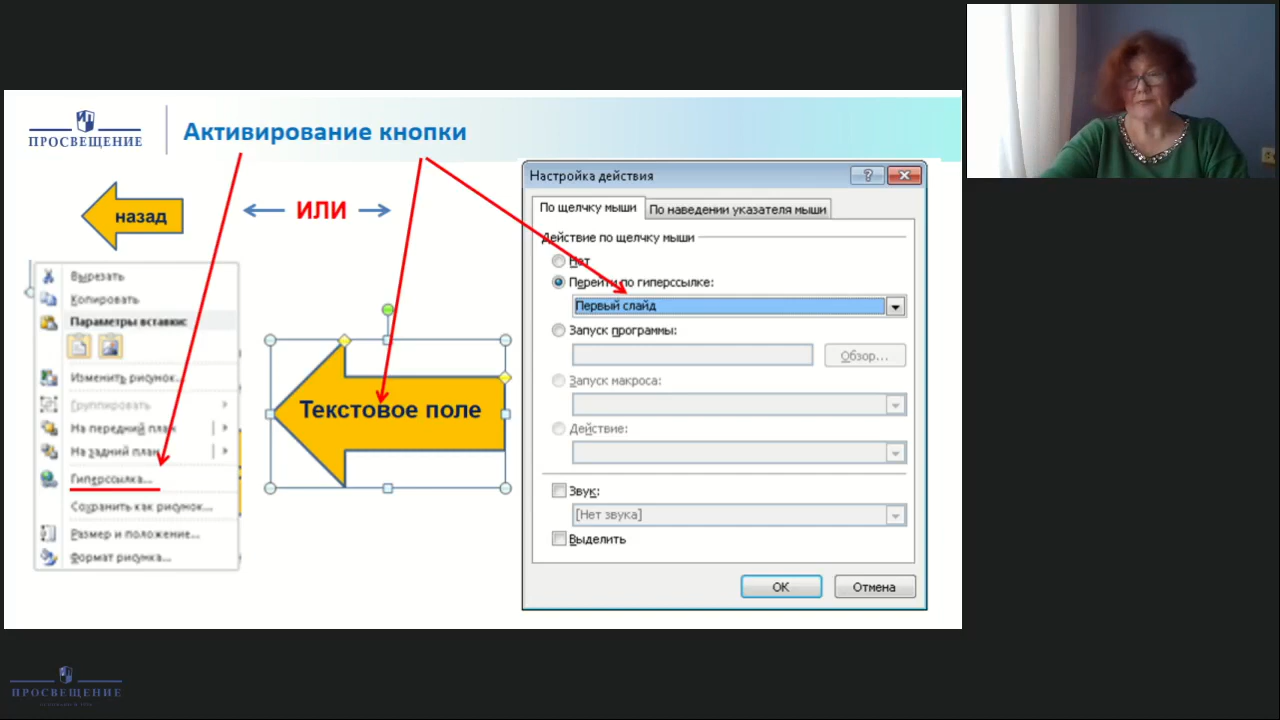 ПРОСВЕЩЕНИЕ
Активирование кнопки
назад
ИЛИ
Вырезать
Копировать
Параметры вставки:
Изменить рисунок...
Группировать
На передний план
На задний план
Гиперссылка...
Сохранить как рисунок...
Размер и положение...
Формат рисунка...
Текстовое поле
Настройка действия
По щелчку мыши
По наведении указателя мыши
Действие по щелчку мыши
Нет
Перейти по гиперссылке:
Первый слайд
Запуск программы:
Обзор...
Запуск макроса:
Действие:
Звук:
[Нет звука]
Выделить
ОК
Отмена
ПРОСВЕЩЕНИЕ